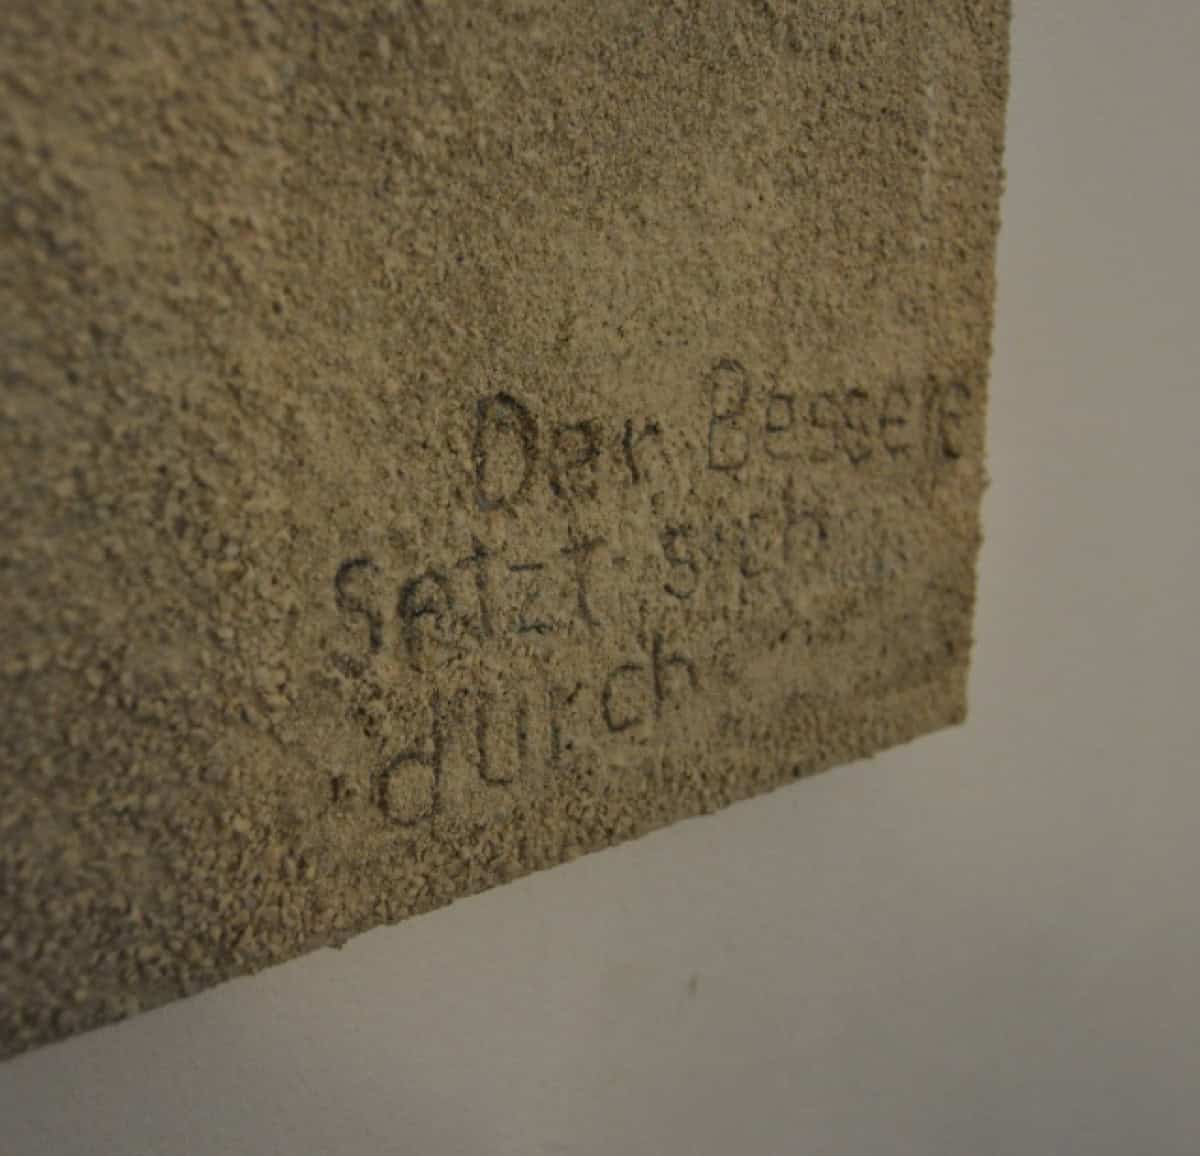 Der Bessere
setzt sich
durch